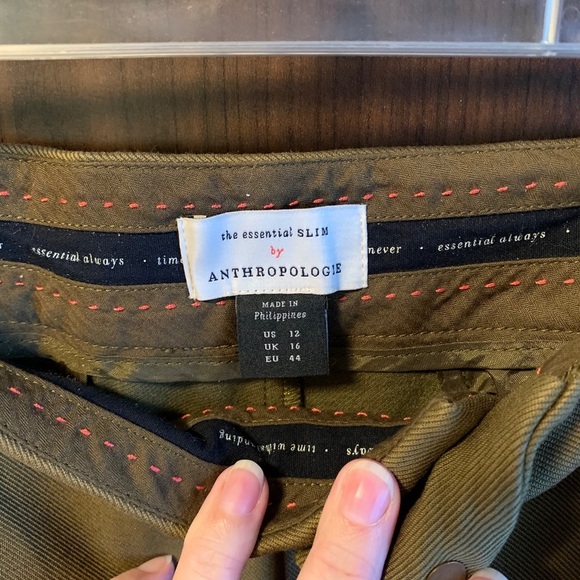 essential always · time never · essential always ·
the essential SLIM
by
ANTHROPOLOGIE
MADE IN
Philippines
US 12
UK 16
EU 44
always · time